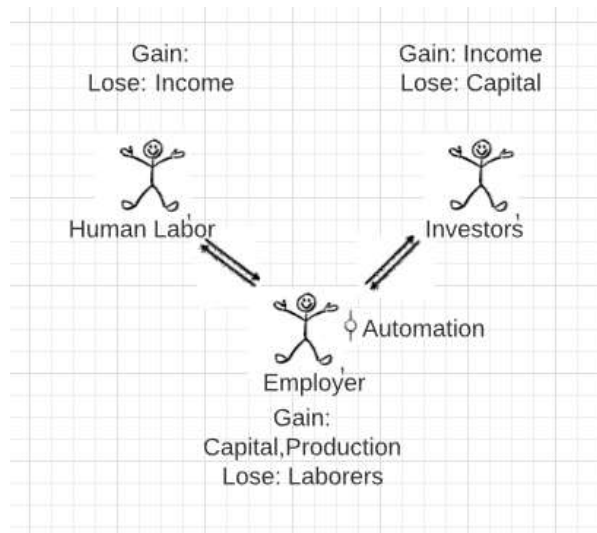 Gain:
Lose: Income
Gain: Income
Lose: Capital
Human Labor
Investors
Automation
Employer
Gain:
Capital,Production
Lose: Laborers